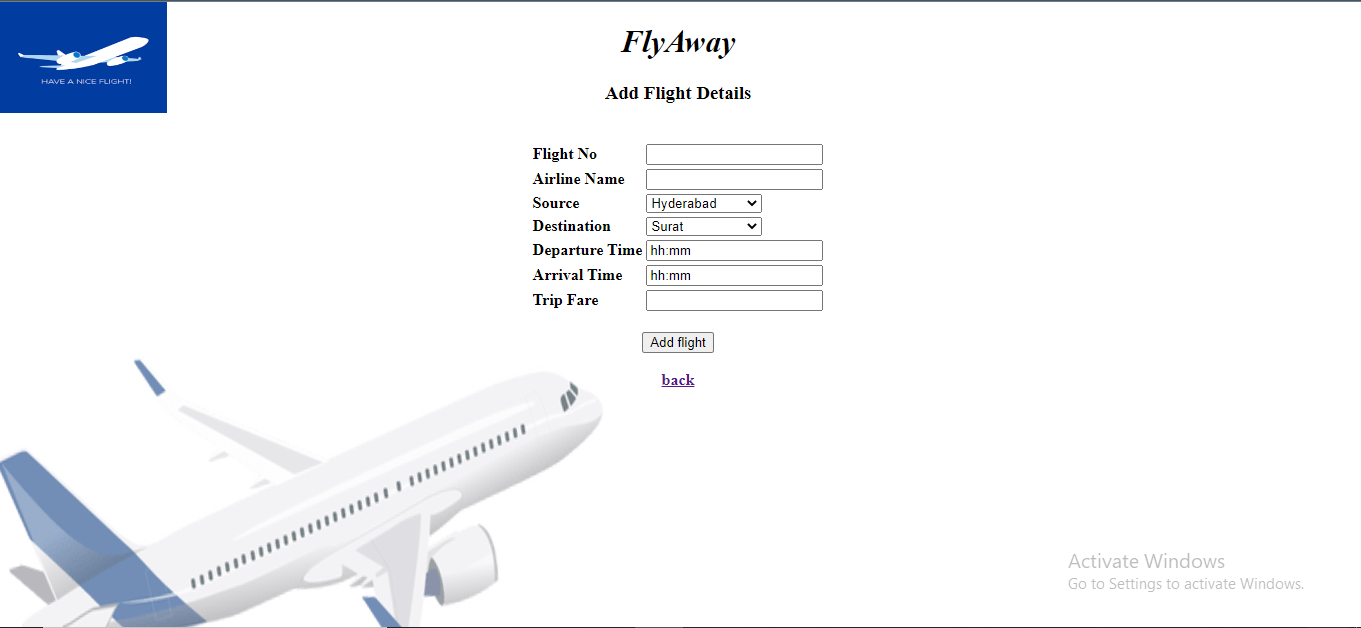 HAVE A NICE FLIGHT!
FlyAway
Add Flight Details
Flight No
Airline Name
Source Hyderabad
Destination Surat
Departure Time hh:mm
Arrival Time hh:mm
Trip Fare
Add flight
back
Activate Windows
Go to Settings to activate Windows.